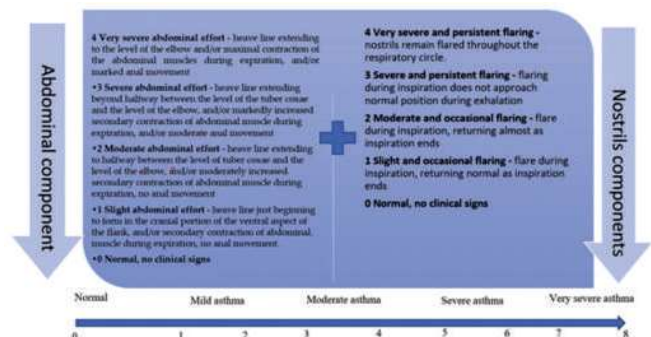 Abdominal component
4 Very severe abdominal effort - heave line extending
to the level of the elbow and/or maximal contraction of
the abdominal muscles during expiration, and/or
marked anal movement
•3 Severe abdominal effort - heave line extending
beyond halfway between the level of the tuber coxae
and the level of the elbow, and/or markedly increased
secondary contraction of abdominal muscle during
expiration, and/or moderate anal movement
•2 Moderate abdominal effort - heave line extending
to halfway between the level of tuber coxae and the
level of the elbow, and/or moderately increased
secondary contraction of abdominal muscle during
expiration, no anal movement
•1 Slight abdominal effort - heave line just beginning
to form in the cranial portion of the ventral aspect of
the flank, and/or secondary contraction of abdominal
muscle during expiration, no anal movement
•0 Normal, no clinical signs
4 Very severe and persistent flaring -
nostrils remain flared throughout the
respiratory circle.
3 Severe and persistent flaring - flaring
during inspiration does not approach
normal position during exhalation
2 Moderate and occasional flaring - flare
during inspiration, returning almost as
inspiration ends
1 Slight and occasional flaring - flare during
inspiration, returning normal as inspiration
ends
0 Normal, no clinical signs
Nostrils components
Normal Mild asthma Moderate asthma Severe asthma Very severe asthma
0 1 2 3 4 5 6 7 8